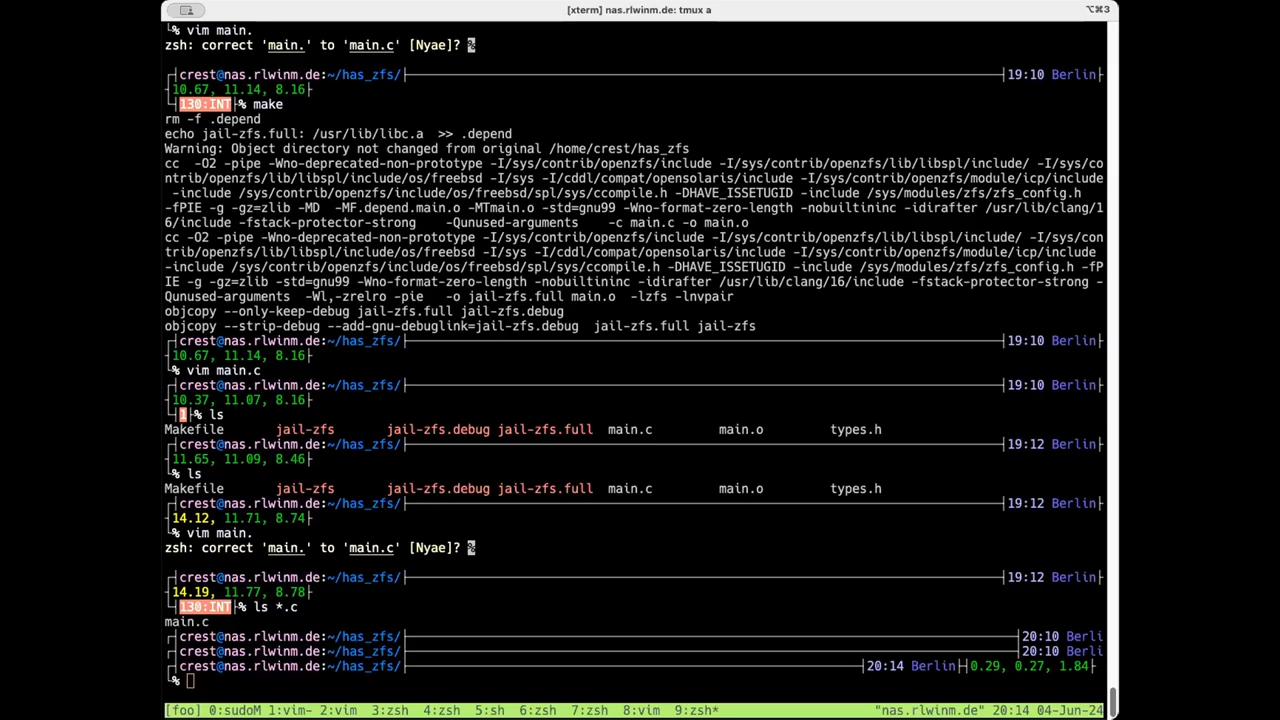 [xterm] nas.rlwinm.de: tmux a
⌥⌘3
└% vim main.
zsh: correct 'main.' to 'main.c' [Nyae]? %
┌┤crest@nas.rlwinm.de:~/has_zfs/├──┤19:10 Berlin├
┤10.67, 11.14, 8.16├
└┤130:INT├% make
rm -f .depend
echo jail-zfs.full: /usr/lib/libc.a  >> .depend
Warning: Object directory not changed from original /home/crest/has_zfs
cc  -O2 -pipe -Wno-deprecated-non-prototype -I/sys/contrib/openzfs/include -I/sys/contrib/openzfs/lib/libspl/include/ -I/sys/co
ntrib/openzfs/lib/libspl/include/os/freebsd -I/sys -I/cddl/compat/opensolaris/include -I/sys/contrib/openzfs/module/icp/include
 -include /sys/contrib/openzfs/include/os/freebsd/spl/sys/ccompile.h -DHAVE_ISSETUGID -include /sys/modules/zfs/zfs_config.h
-fPIE -g -gz=zlib -MD  -MF.depend.main.o -MTmain.o -std=gnu99 -Wno-format-zero-length -nobuiltininc -idirafter /usr/lib/clang/1
6/include -fstack-protector-strong    -Qunused-arguments    -c main.c -o main.o
cc -O2 -pipe -Wno-deprecated-non-prototype -I/sys/contrib/openzfs/include -I/sys/contrib/openzfs/lib/libspl/include/ -I/sys/con
trib/openzfs/lib/libspl/include/os/freebsd -I/sys -I/cddl/compat/opensolaris/include -I/sys/contrib/openzfs/module/icp/include
-include /sys/contrib/openzfs/include/os/freebsd/spl/sys/ccompile.h -DHAVE_ISSETUGID -include /sys/modules/zfs/zfs_config.h -fP
IE -g -gz=zlib -std=gnu99 -Wno-format-zero-length -nobuiltininc -idirafter /usr/lib/clang/16/include -fstack-protector-strong -
Qunused-arguments  -Wl,-zrelro -pie   -o jail-zfs.full main.o  -lzfs -lnvpair
objcopy --only-keep-debug jail-zfs.full jail-zfs.debug
objcopy --strip-debug --add-gnu-debuglink=jail-zfs.debug  jail-zfs.full jail-zfs
┌┤crest@nas.rlwinm.de:~/has_zfs/├──┤19:10 Berlin├
┤10.67, 11.14, 8.16├
└% vim main.c
┌┤crest@nas.rlwinm.de:~/has_zfs/├──┤19:10 Berlin├
┤10.37, 11.07, 8.16├
└┤1├% ls
Makefile       jail-zfs       jail-zfs.debug jail-zfs.full  main.c         main.o         types.h
┌┤crest@nas.rlwinm.de:~/has_zfs/├──┤19:12 Berlin├
┤11.65, 11.09, 8.46├
└% ls
Makefile       jail-zfs       jail-zfs.debug jail-zfs.full  main.c         main.o         types.h
┌┤crest@nas.rlwinm.de:~/has_zfs/├──┤19:12 Berlin├
┤14.12, 11.71, 8.74├
└% vim main.
zsh: correct 'main.' to 'main.c' [Nyae]? %
┌┤crest@nas.rlwinm.de:~/has_zfs/├──┤19:12 Berlin├
┤14.19, 11.77, 8.78├
└┤130:INT├% ls *.c
main.c
┌┤crest@nas.rlwinm.de:~/has_zfs/├──┤20:10 Berli
┌┤crest@nas.rlwinm.de:~/has_zfs/├──┤20:10 Berli
┌┤crest@nas.rlwinm.de:~/has_zfs/├──┤20:14 Berlin├┤0.29, 0.27, 1.84├
└%
[foo] 0:sudoM 1:vim- 2:vim  3:zsh  4:zsh  5:sh  6:zsh  7:zsh  8:vim  9:zsh*    "nas.rlwinm.de" 20:14 04-Jun-24